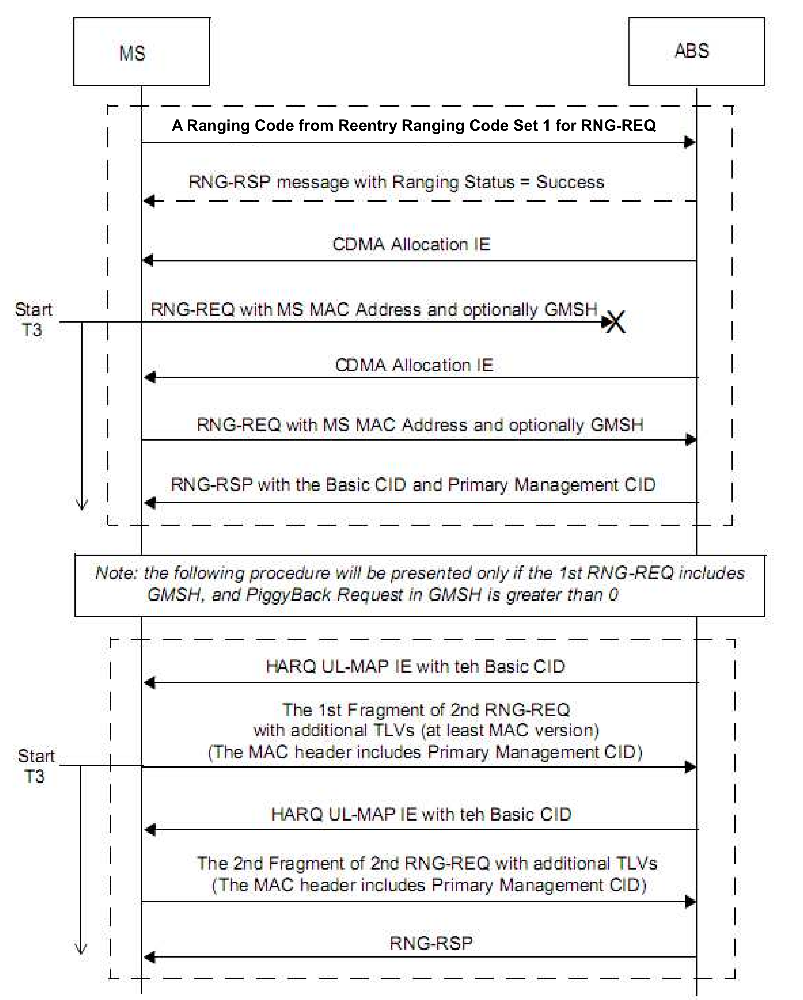 MS
ABS
A Ranging Code from Reentry Ranging Code Set 1 for RNG-REQ
RNG-RSP message with Ranging Status = Success
CDMA Allocation IE
Start
T3
RNG-REQ with MS MAC Address and optionally GMSH
CDMA Allocation IE
RNG-REQ with MS MAC Address and optionally GMSH
RNG-RSP with the Basic CID and Primary Management CID
Note: the following procedure will be presented only if the 1st RNG-REQ includes
GMSH, and PiggyBack Request in GMSH is greater than 0
HARQ UL-MAP IE with teh Basic CID
The 1st Fragment of 2nd RNG-REQ
with additional TLVs (at least MAC version)
(The MAC header includes Primary Management CID)
Start
T3
HARQ UL-MAP IE with teh Basic CID
The 2nd Fragment of 2nd RNG-REQ with additional TLVs
(The MAC header includes Primary Management CID)
RNG-RSP